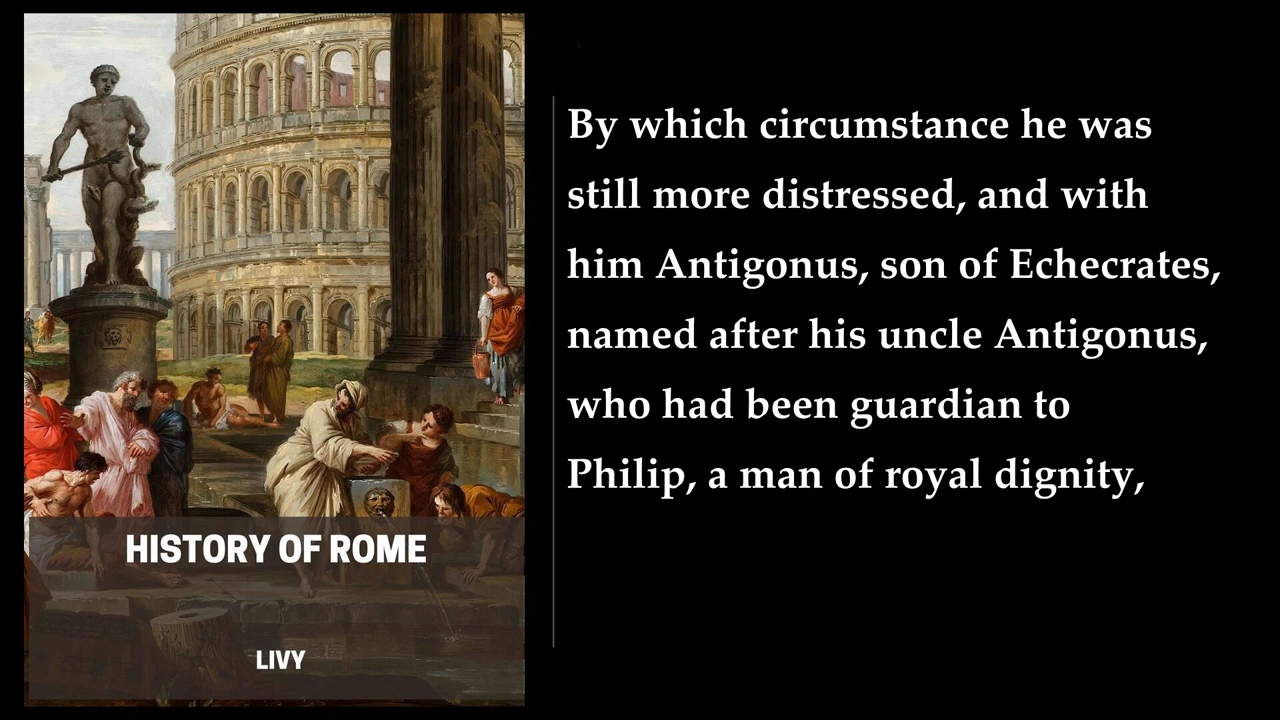 HISTORY OF ROME
LIVY
By which circumstance he was
still more distressed, and with
him Antigonus, son of Echecrates,
named after his uncle Antigonus,
who had been guardian to
Philip, a man of royal dignity,